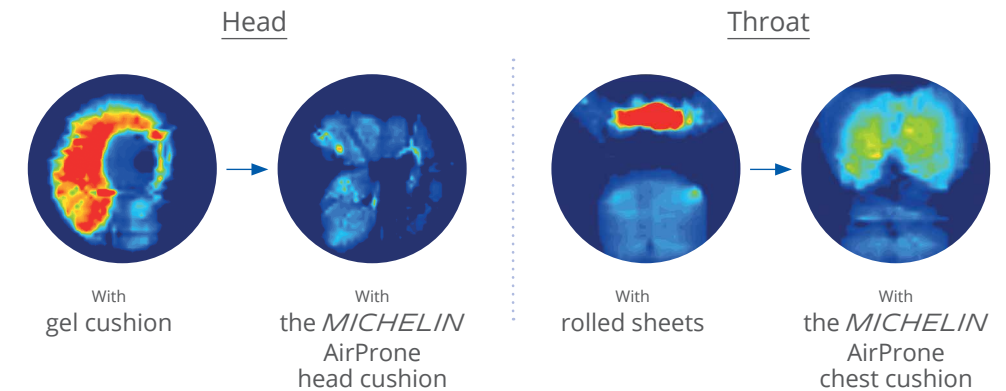 Head
Throat
With
gel cushion
With
the MICHELIN
AirProne
head cushion
With
rolled sheets
With
the MICHELIN
AirProne
chest cushion